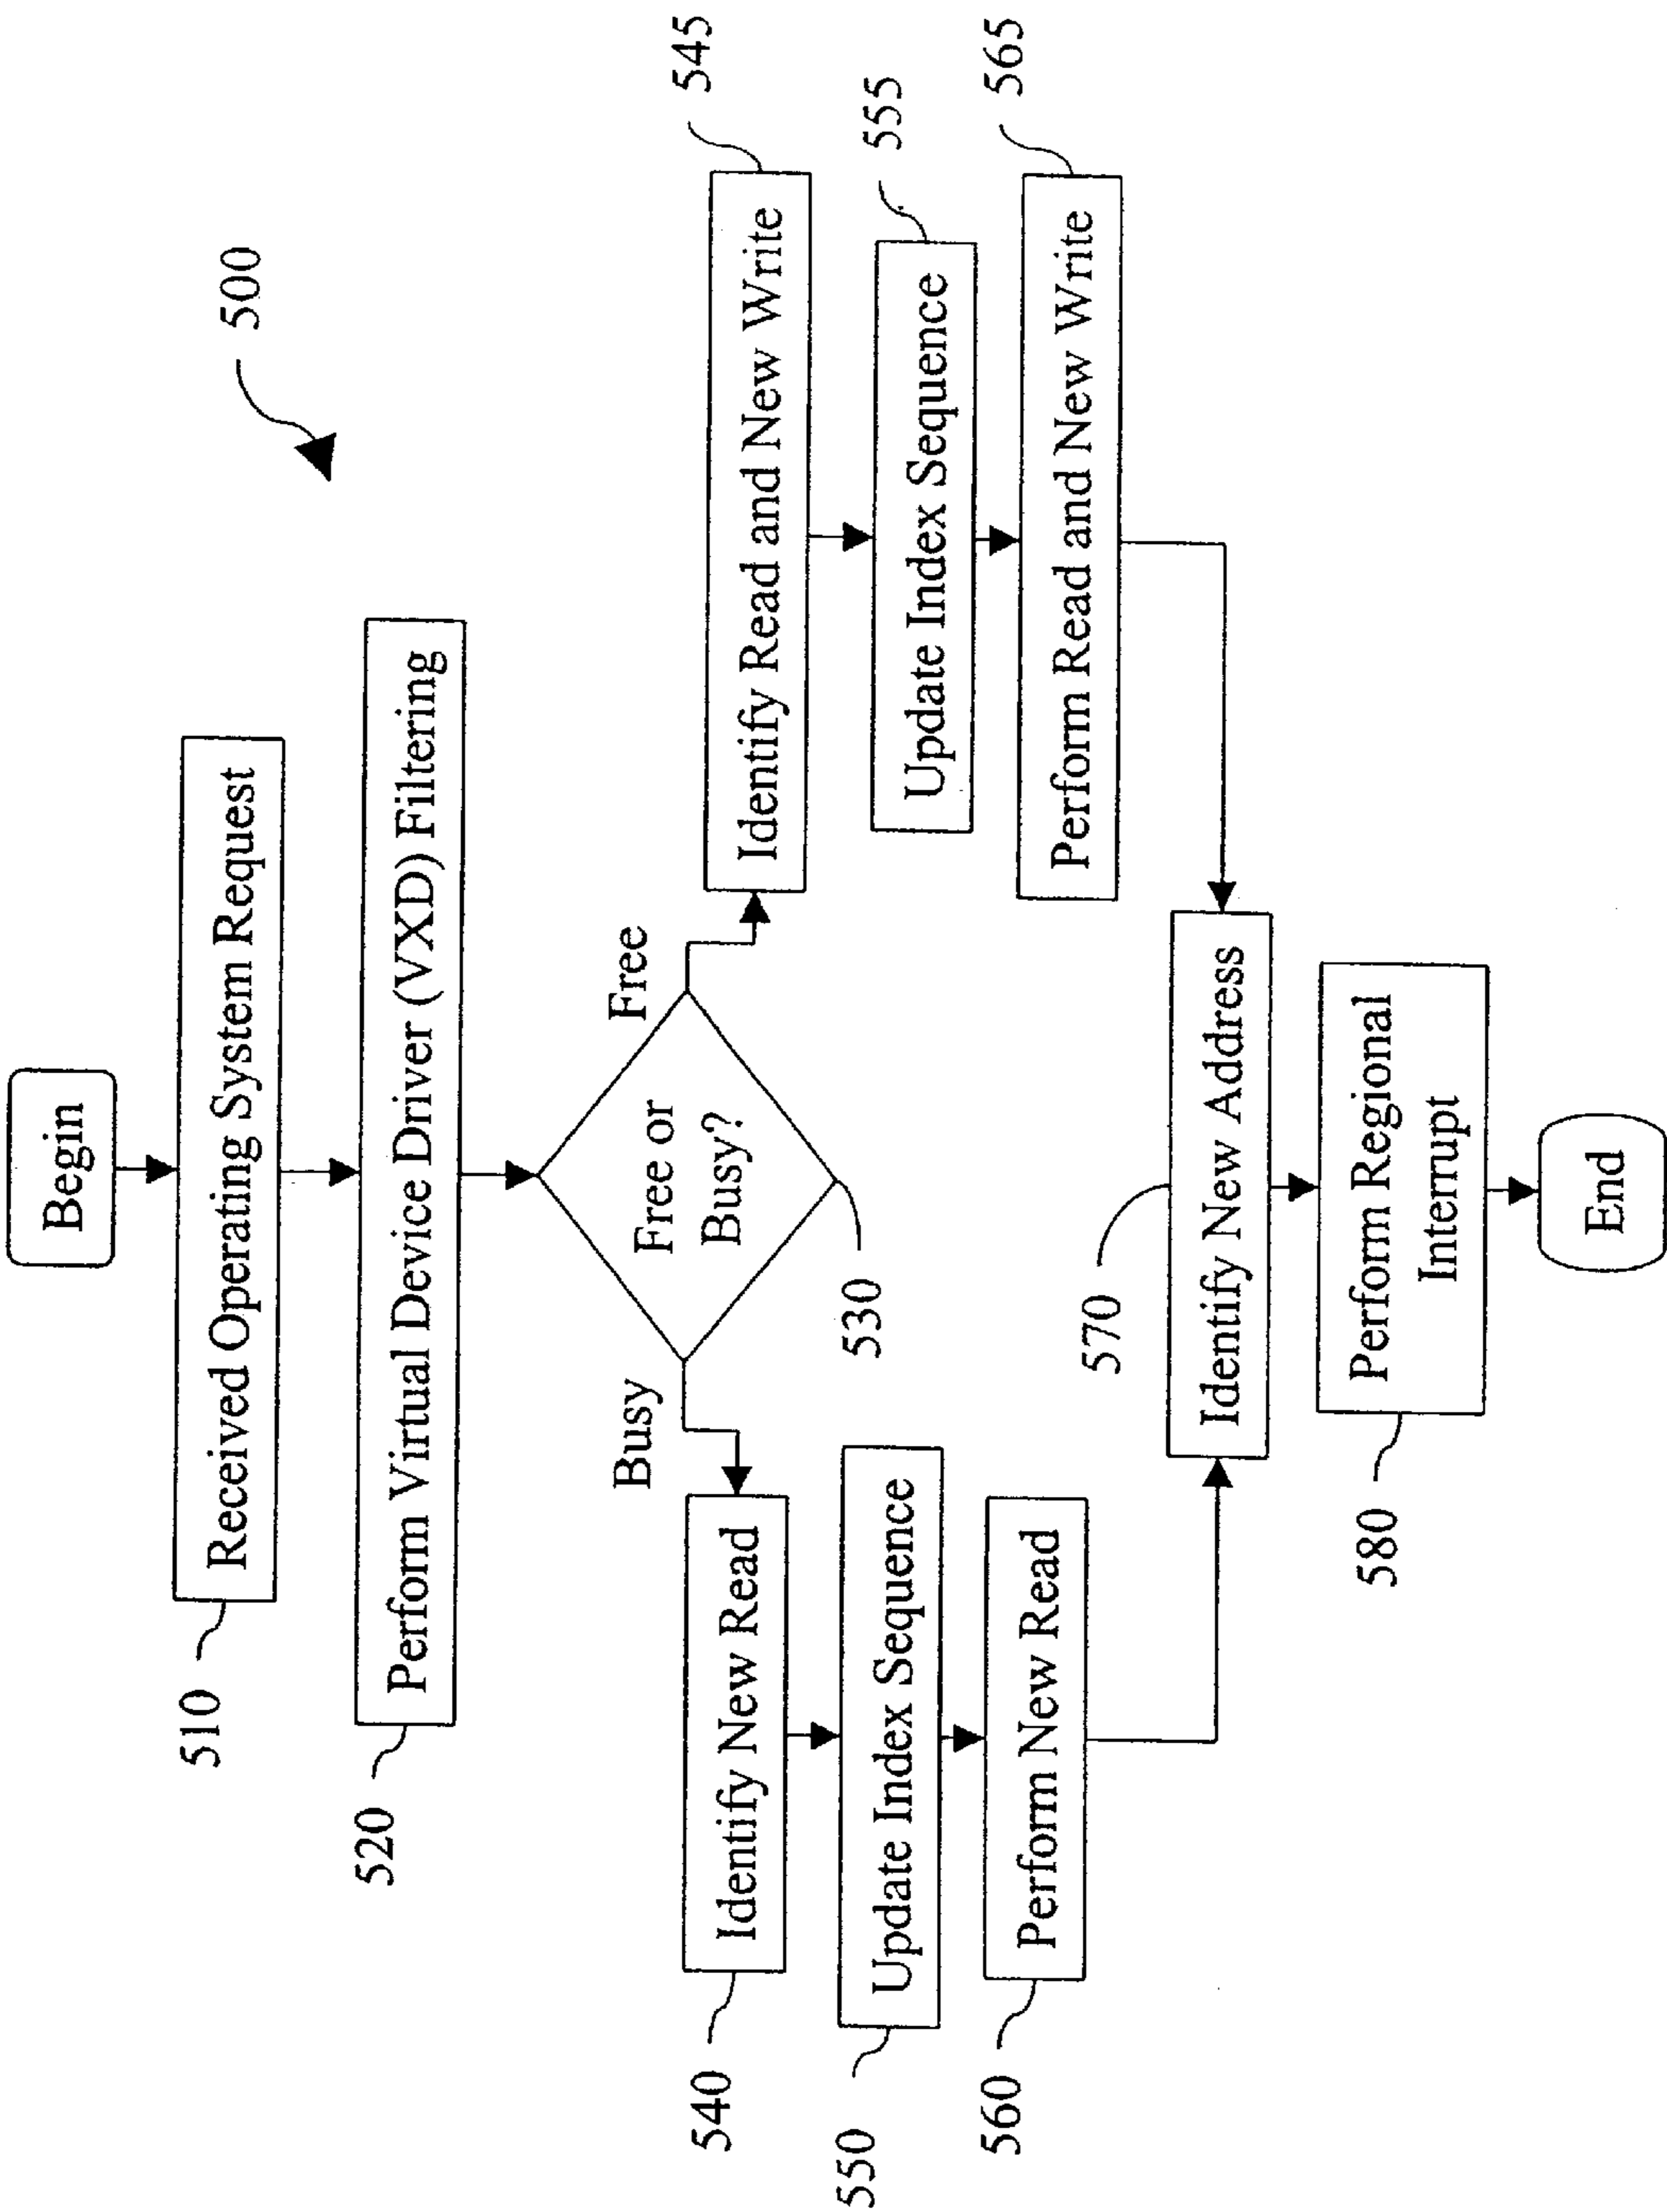 500
Begin
510
Received Operating System Request
520
Perform Virtual Device Driver (VXD) Filtering
530
Free or
Busy?
Busy
Free
540
Identify New Read
550
Update Index Sequence
560
Perform New Read
545
Identify Read and New Write
555
Update Index Sequence
565
Perform Read and New Write
570
Identify New Address
580
Perform Regional
Interrupt
End